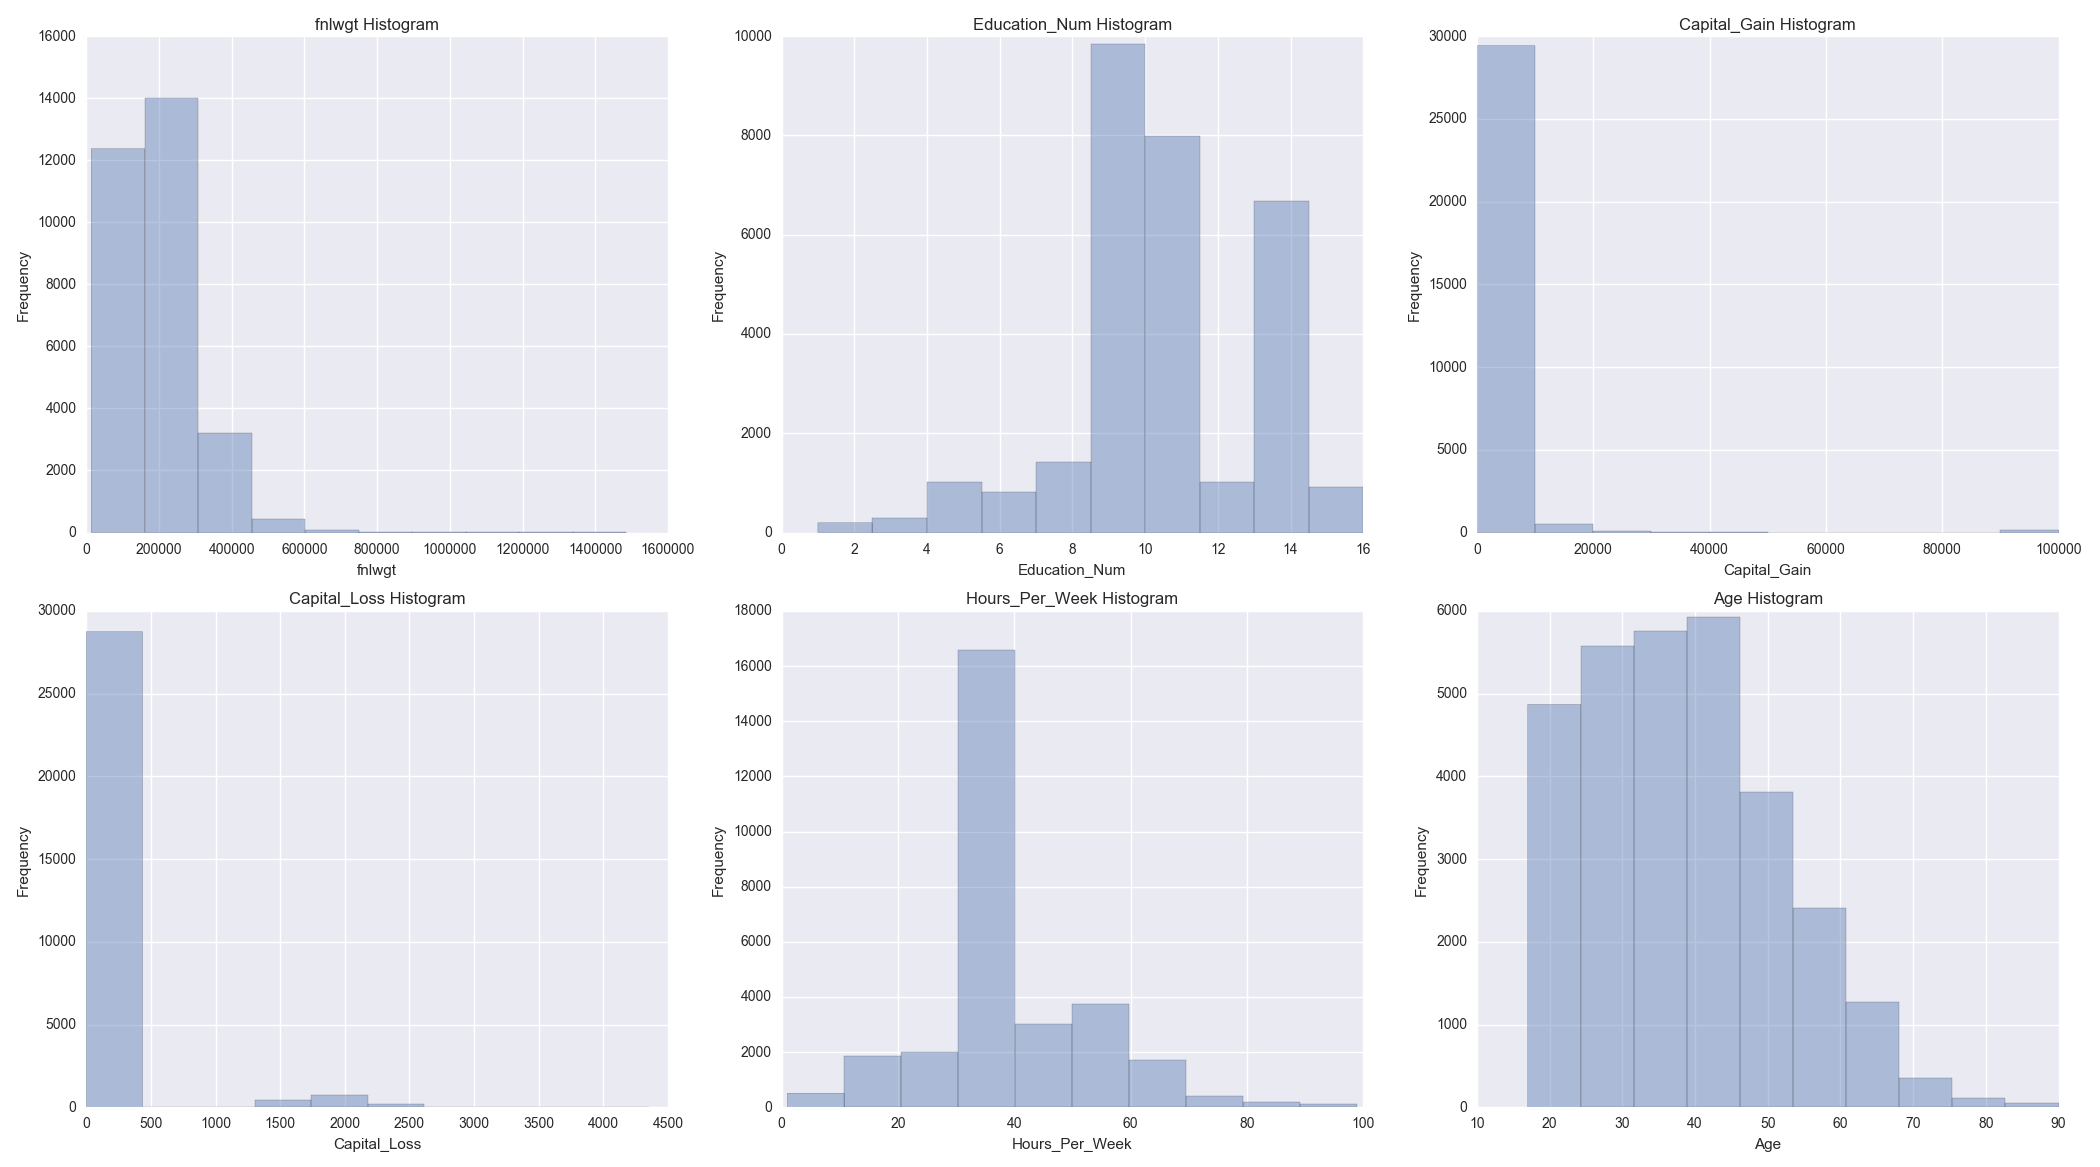 fnlwgt Histogram
16000
14000
12000
10000
8000
6000
4000
2000
0
Frequency
0 200000 400000 600000 800000 1000000 1200000 1400000 1600000
fnlwgt
Education_Num Histogram
10000
8000
6000
4000
2000
0
Frequency
0 2 4 6 8 10 12 14 16
Education_Num
Capital_Gain Histogram
30000
25000
20000
15000
10000
5000
0
Frequency
0 20000 40000 60000 80000 100000
Capital_Gain
Capital_Loss Histogram
30000
25000
20000
15000
10000
5000
0
Frequency
0 500 1000 1500 2000 2500 3000 3500 4000 4500
Capital_Loss
Hours_Per_Week Histogram
18000
16000
14000
12000
10000
8000
6000
4000
2000
0
Frequency
0 20 40 60 80 100
Hours_Per_Week
Age Histogram
6000
5000
4000
3000
2000
1000
0
Frequency
10 20 30 40 50 60 70 80 90
Age